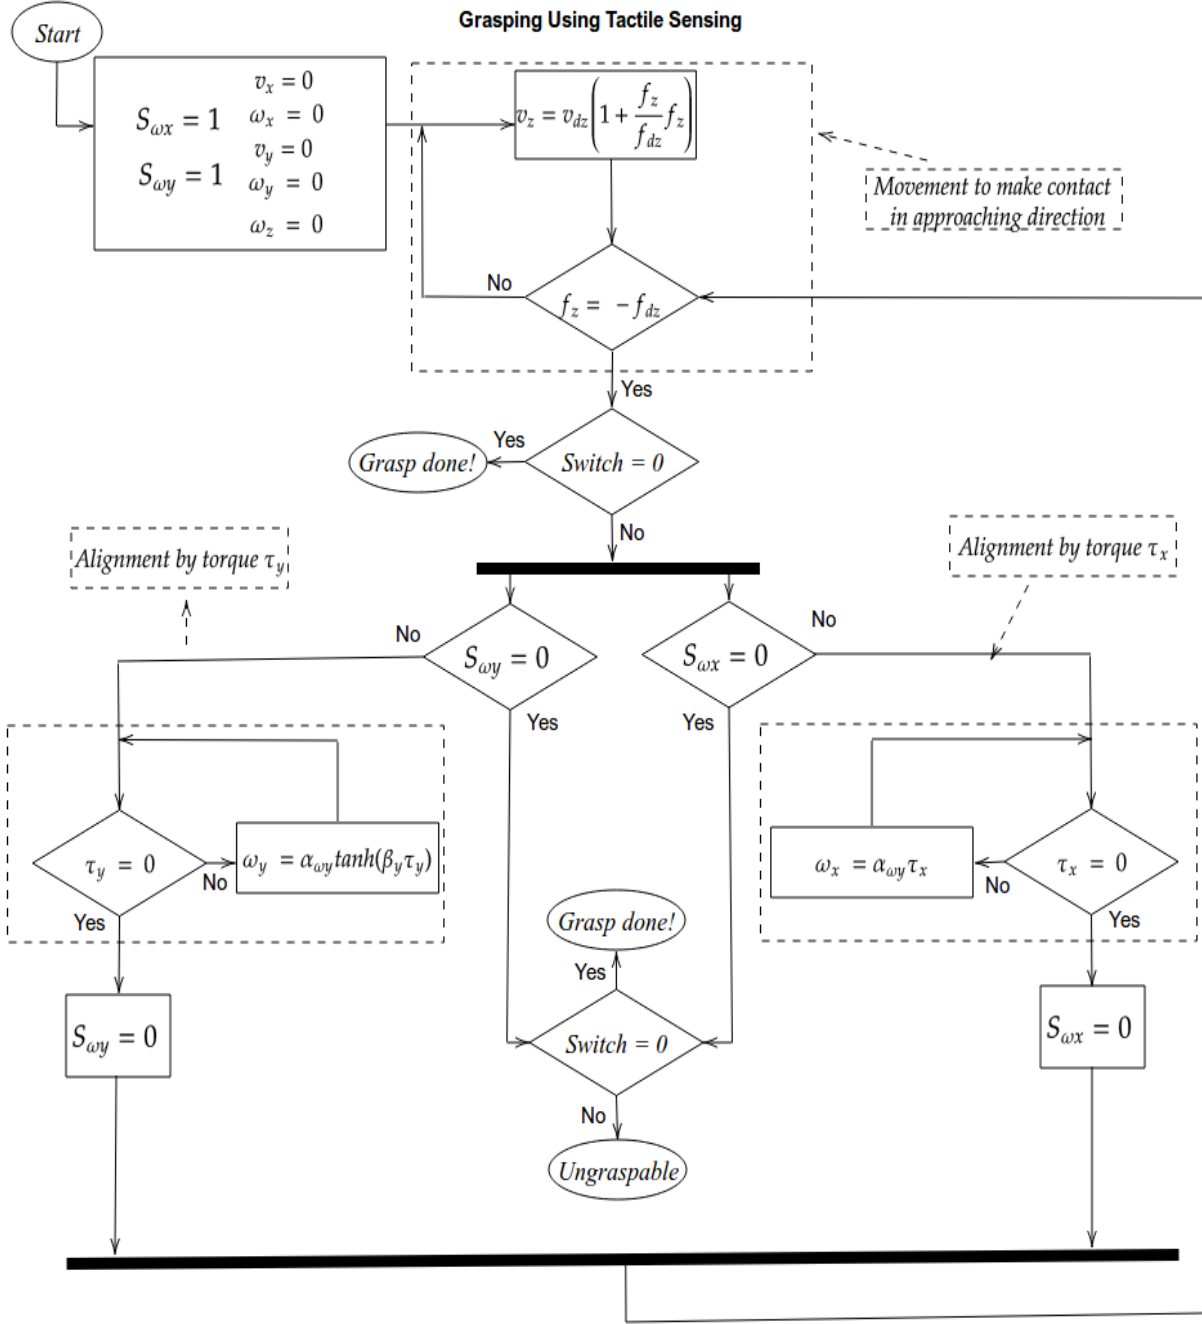 Grasping Using Tactile Sensing
Start
S_ωx = 1
S_ωy = 1
v_x = 0
ω_x = 0
v_y = 0
ω_y = 0
ω_z = 0
v_z = v_dz(1 + f_z/f_dz f_z)
Movement to make contact
in approaching direction
No
f_z = −f_dz
Yes
Yes
Grasp done!
Switch = 0
No
Alignment by torque τ_y
Alignment by torque τ_x
No
S_ωy = 0
S_ωx = 0
No
Yes
Yes
τ_y = 0
No
ω_y = α_ωy tanh(β_y τ_y)
ω_x = α_ωy τ_x
No
τ_x = 0
Yes
Yes
Grasp done!
Yes
S_ωy = 0
Switch = 0
S_ωx = 0
No
Ungraspable